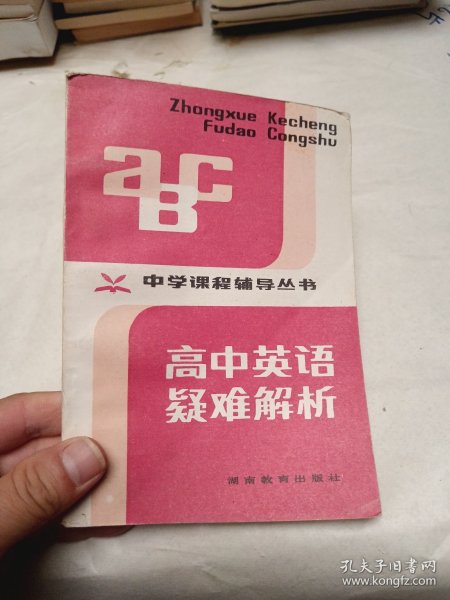 Zhongxue Kecheng
Fudao Congshu
aBc
中学课程辅导丛书
高中英语
疑难解析
湖南教育出版社
孔夫子旧书网
www.kongfz.com